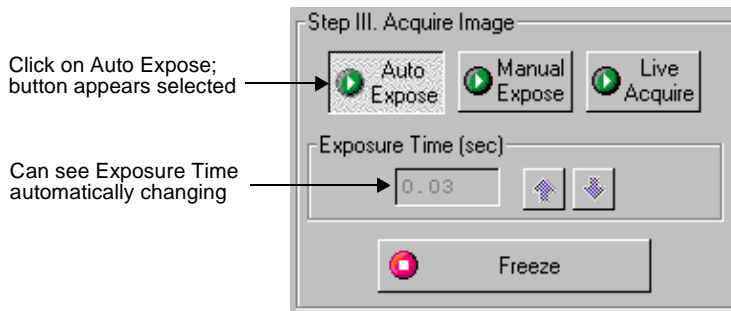 Step III. Acquire Image
Click on Auto Expose;
button appears selected
Auto
Expose
Manual
Expose
Live
Acquire
Exposure Time (sec)
Can see Exposure Time
automatically changing
0.03
Freeze